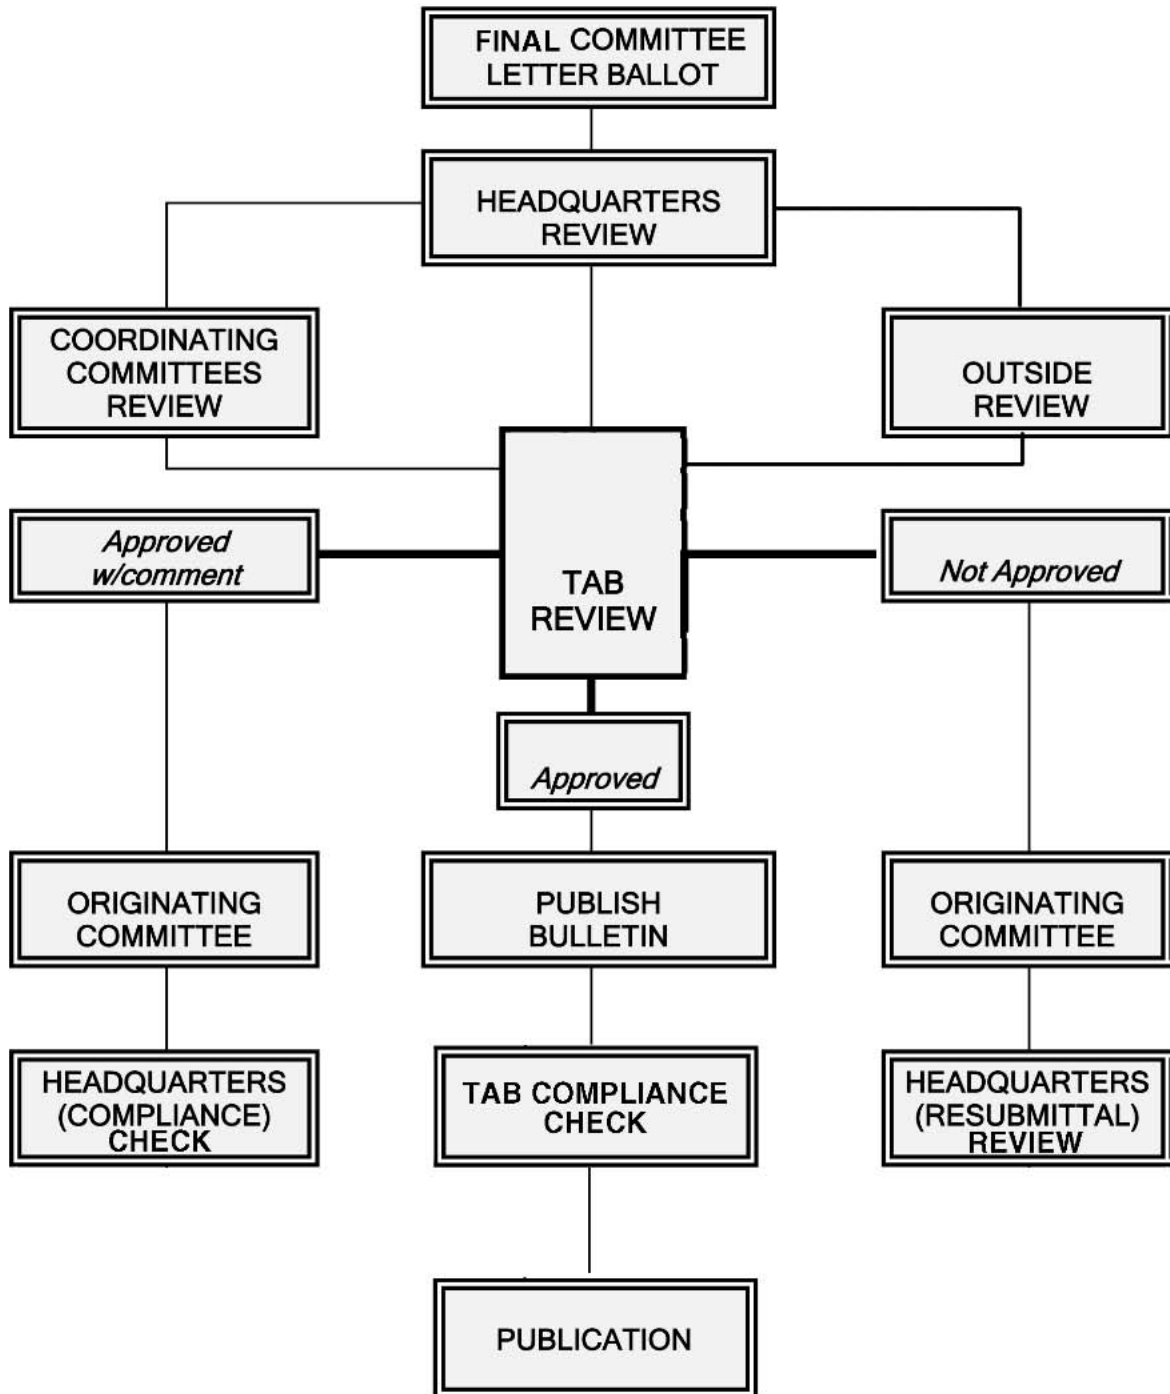 FINAL COMMITTEE
LETTER BALLOT
HEADQUARTERS
REVIEW
COORDINATING
COMMITTEES
REVIEW
OUTSIDE
REVIEW
Approved
w/comment
TAB
REVIEW
Not Approved
Approved
ORIGINATING
COMMITTEE
PUBLISH
BULLETIN
ORIGINATING
COMMITTEE
HEADQUARTERS
(COMPLIANCE)
CHECK
TAB COMPLIANCE
CHECK
HEADQUARTERS
(RESUBMITTAL)
REVIEW
PUBLICATION